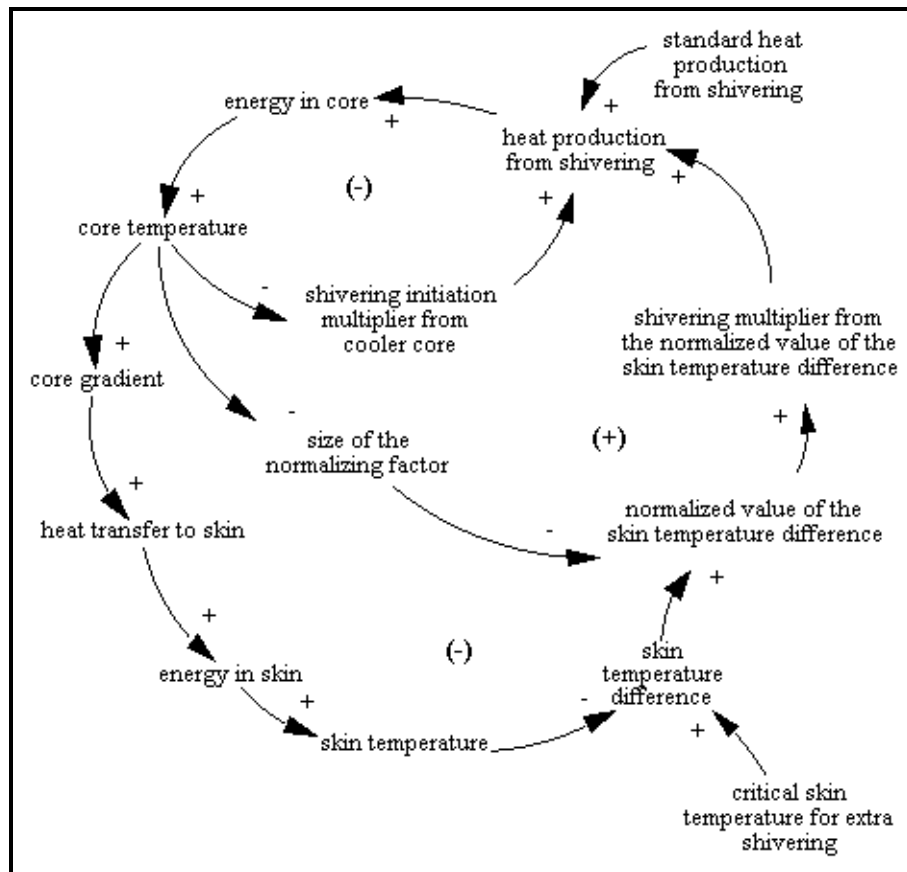 standard heat
production
from shivering
+
energy in core
+
heat production
from shivering
+
+
(-)
+
core temperature
-
shivering initiation
multiplier from
cooler core
shivering multiplier from
the normalized value of the
skin temperature difference
+
core gradient
-
+
(+)
size of the
normalizing factor
+
heat transfer to skin
-
normalized value of the
skin temperature difference
+
+
(-)
skin
temperature
difference
energy in skin
+
-
+
skin temperature
critical skin
temperature for extra
shivering